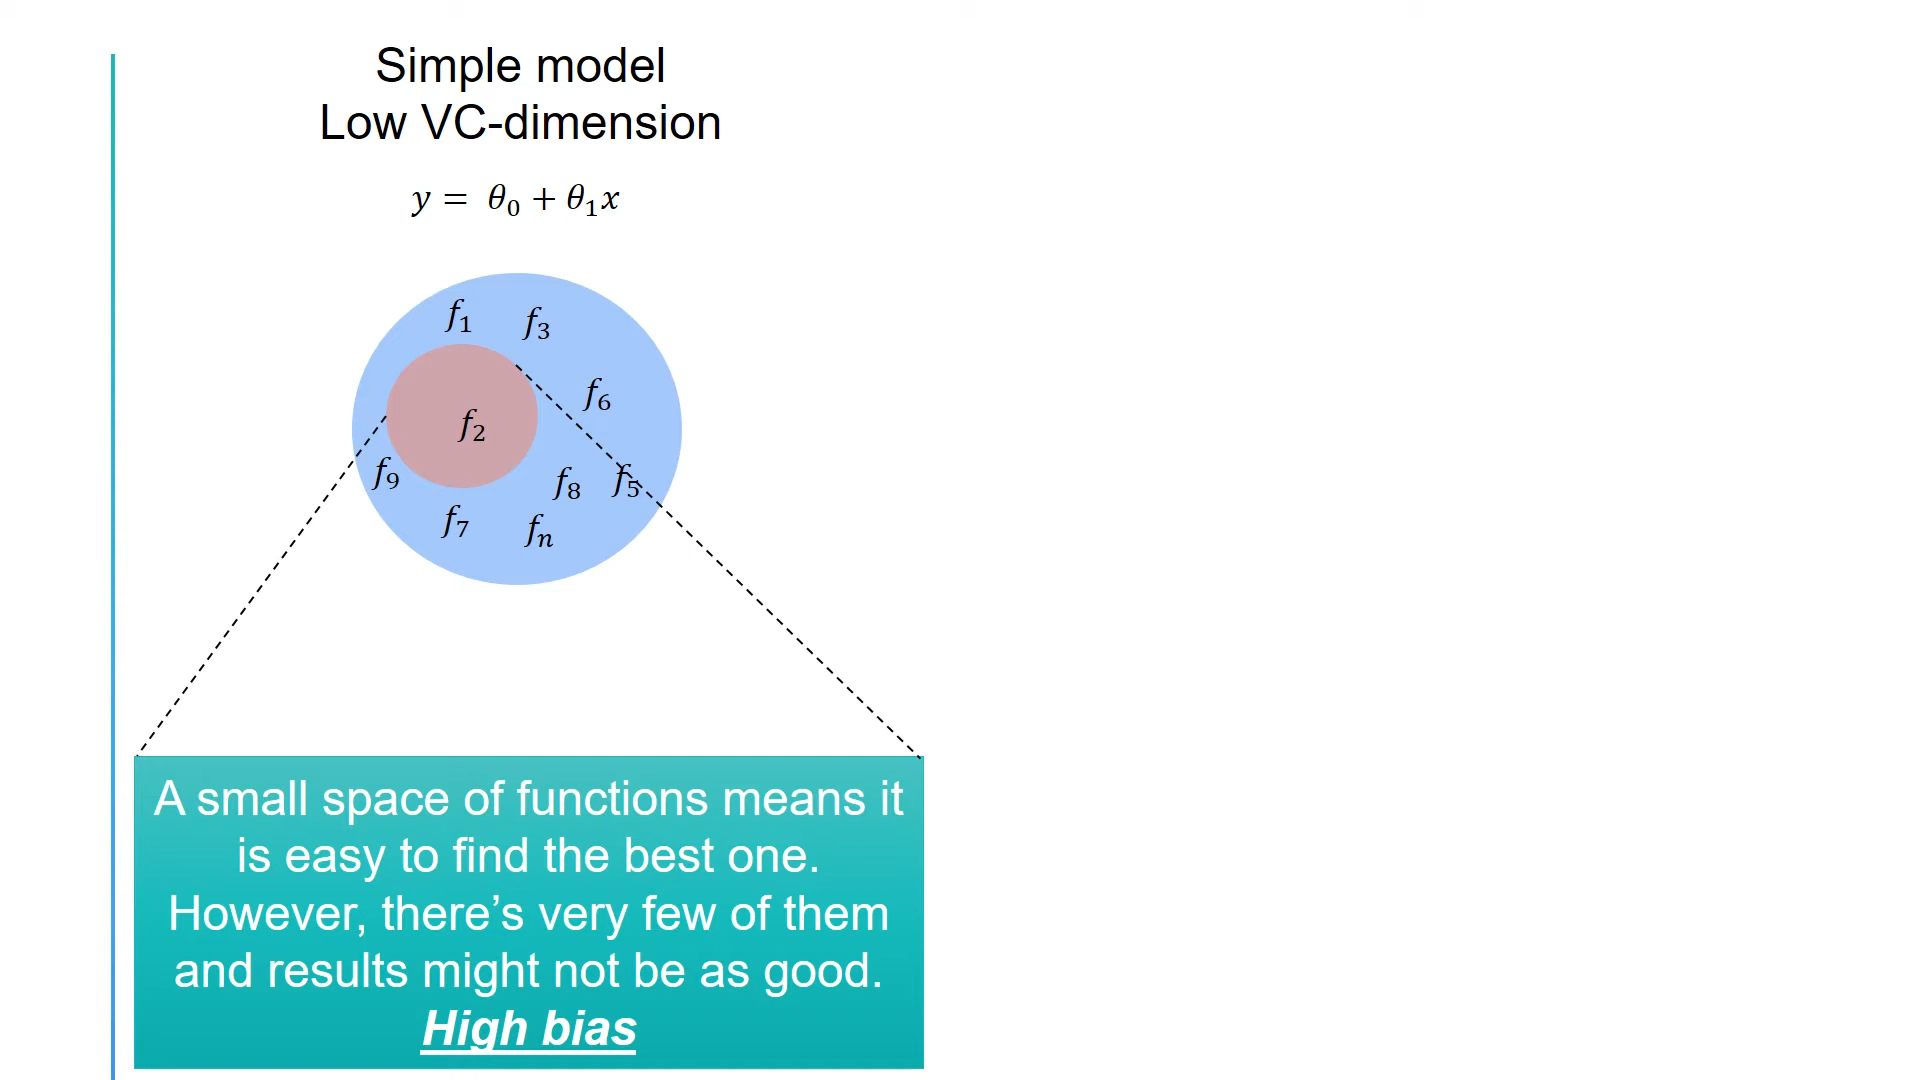 Simple model
Low VC-dimension
y = θ₀ + θ₁x
f₁
f₃
f₆
f₂
f₉
f₈
f₅
f₇
fₙ
A small space of functions means it
is easy to find the best one.
However, there’s very few of them
and results might not be as good.
High bias